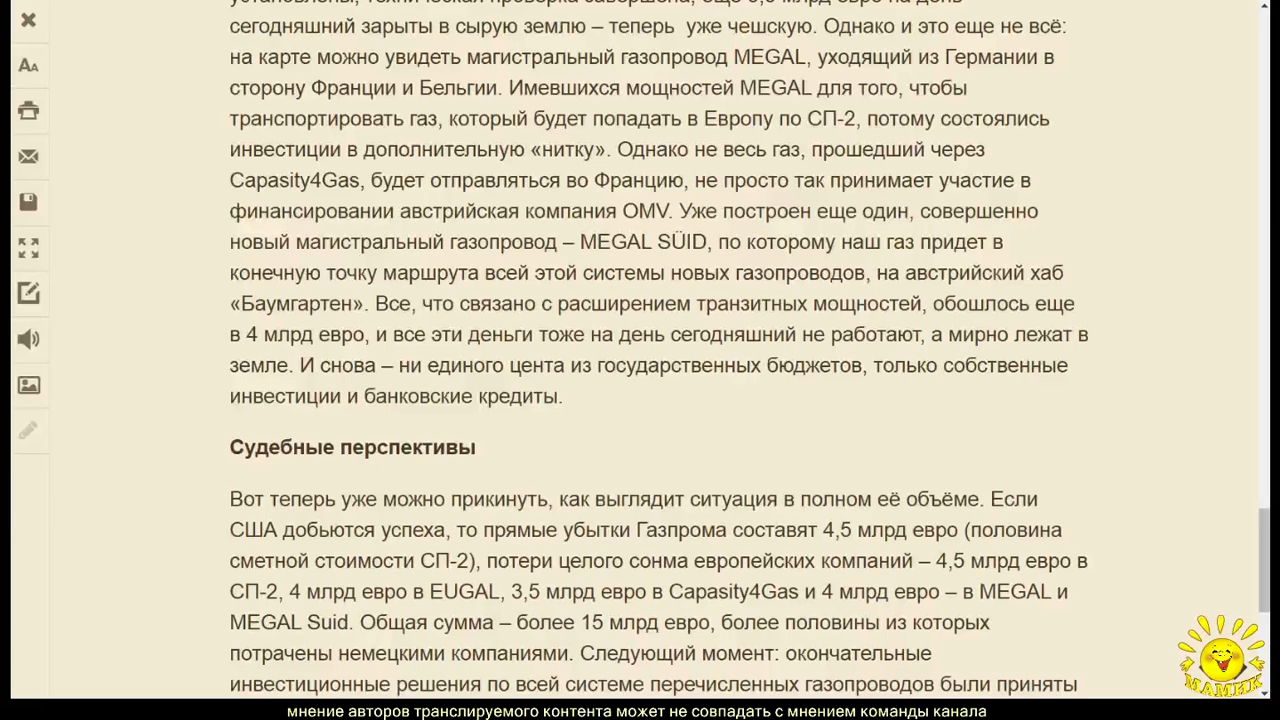 сегодняшний зарыты в сырую землю – теперь  уже чешскую. Однако и это еще не всё:
на карте можно увидеть магистральный газопровод MEGAL, уходящий из Германии в
сторону Франции и Бельгии. Имевшихся мощностей MEGAL для того, чтобы
транспортировать газ, который будет попадать в Европу по СП-2, потому состоялись
инвестиции в дополнительную «нитку». Однако не весь газ, прошедший через
Capasity4Gas, будет отправляться во Францию, не просто так принимает участие в
финансировании австрийская компания OMV. Уже построен еще один, совершенно
новый магистральный газопровод – MEGAL SÜID, по которому наш газ придет в
конечную точку маршрута всей этой системы новых газопроводов, на австрийский хаб
«Баумгартен». Все, что связано с расширением транзитных мощностей, обошлось еще
в 4 млрд евро, и все эти деньги тоже на день сегодняшний не работают, а мирно лежат в
земле. И снова – ни единого цента из государственных бюджетов, только собственные
инвестиции и банковские кредиты.
Судебные перспективы
Вот теперь уже можно прикинуть, как выглядит ситуация в полном её объёме. Если
США добьются успеха, то прямые убытки Газпрома составят 4,5 млрд евро (половина
сметной стоимости СП-2), потери целого сонма европейских компаний – 4,5 млрд евро в
СП-2, 4 млрд евро в EUGAL, 3,5 млрд евро в Capasity4Gas и 4 млрд евро – в MEGAL и
MEGAL Suid. Общая сумма – более 15 млрд евро, более половины из которых
потрачены немецкими компаниями. Следующий момент: окончательные
инвестиционные решения по всей системе перечисленных газопроводов были приняты
МАМИК
мнение авторов транслируемого контента может не совпадать с мнением команды канала